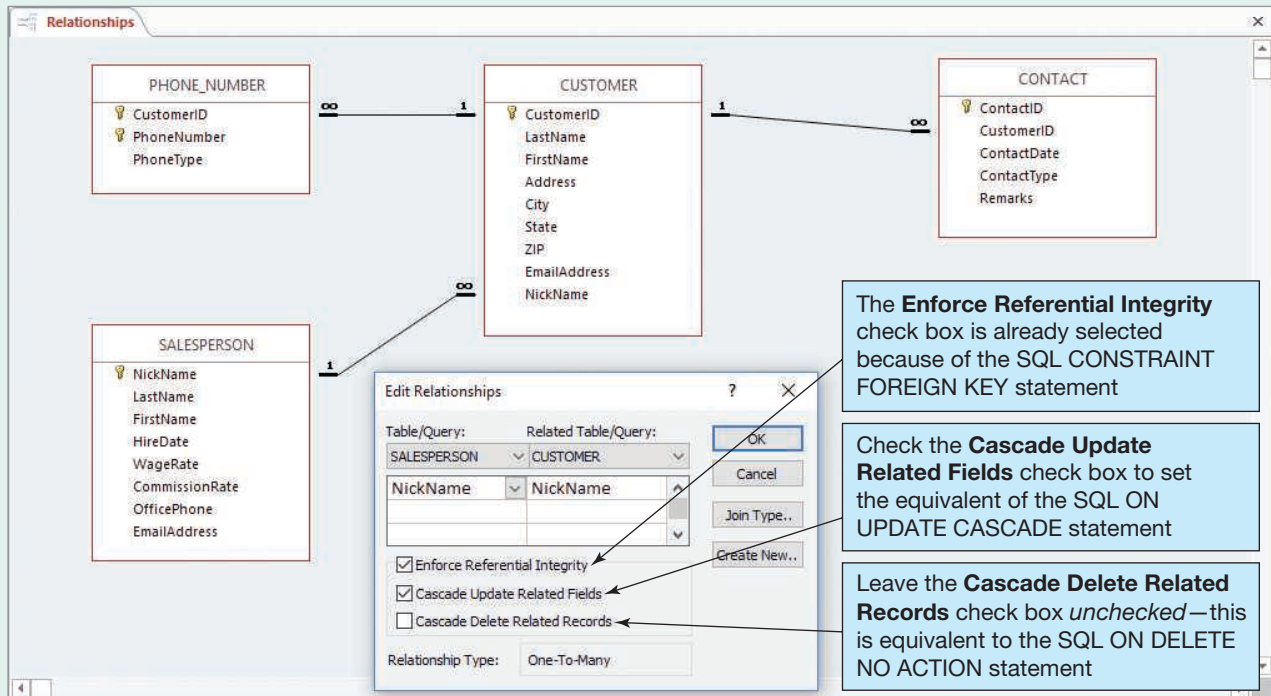 Relationships
PHONE_NUMBER
CustomerID
PhoneNumber
PhoneType
∞
1
CUSTOMER
CustomerID
LastName
FirstName
Address
City
State
ZIP
EmailAddress
NickName
1
∞
CONTACT
ContactID
CustomerID
ContactDate
ContactType
Remarks
∞
1
SALESPERSON
NickName
LastName
FirstName
HireDate
WageRate
CommissionRate
OfficePhone
EmailAddress
Edit Relationships
?
Table/Query:
Related Table/Query:
SALESPERSON
CUSTOMER
NickName
NickName
Enforce Referential Integrity
Cascade Update Related Fields
Cascade Delete Related Records
Relationship Type:
One-To-Many
OK
Cancel
Join Type..
Create New..
The Enforce Referential Integrity
check box is already selected
because of the SQL CONSTRAINT
FOREIGN KEY statement
Check the Cascade Update
Related Fields check box to set
the equivalent of the SQL ON
UPDATE CASCADE statement
Leave the Cascade Delete Related
Records check box unchecked—this
is equivalent to the SQL ON DELETE
NO ACTION statement